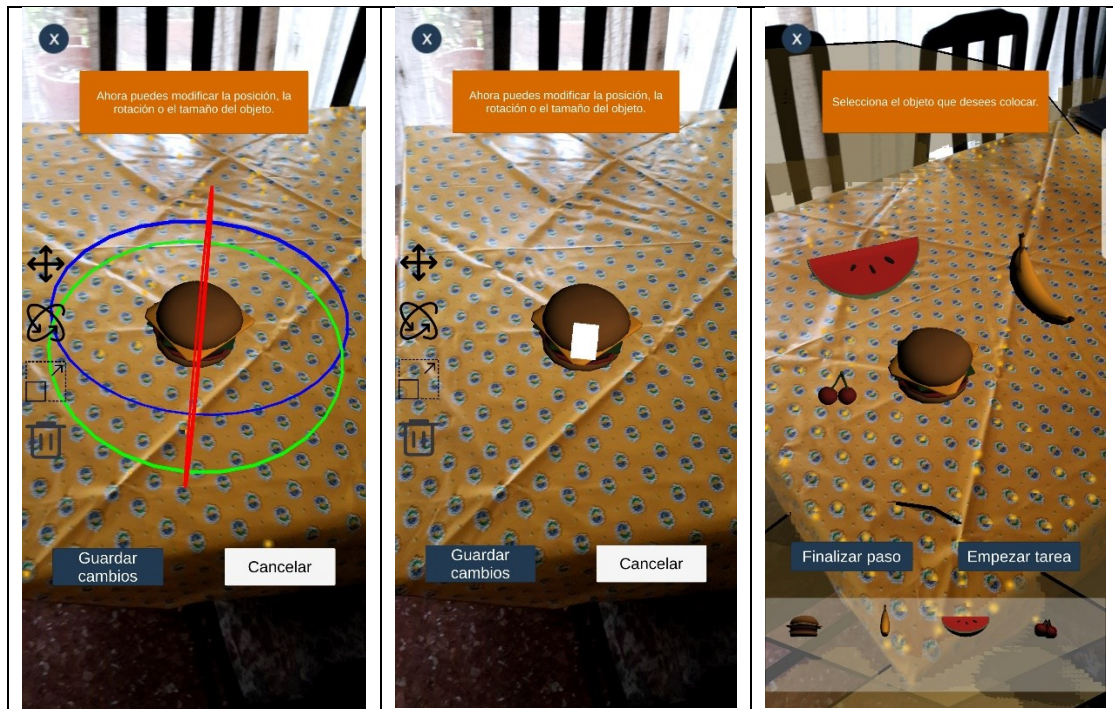 X
Ahora puedes modificar la posición, la
rotación o el tamaño del objeto.
Guardar
cambios
Cancelar
X
Ahora puedes modificar la posición, la
rotación o el tamaño del objeto.
Guardar
cambios
Cancelar
X
Selecciona el objeto que desees colocar.
Finalizar paso
Empezar tarea